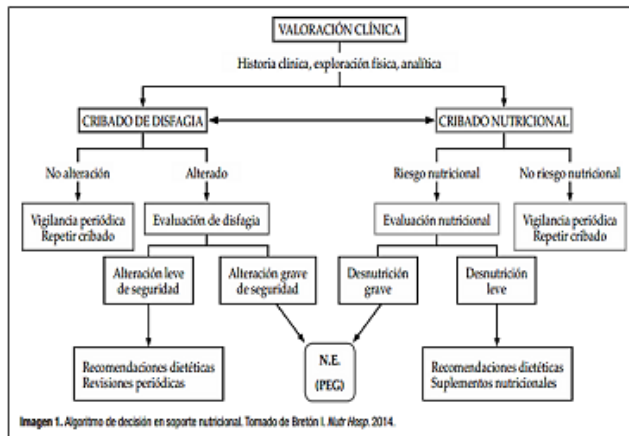 VALORACIÓN CLÍNICA
Historia clínica, exploración física, analítica
CRIBADO DE DISFAGIA
CRIBADO NUTRICIONAL
No alteración
Alterado
Riesgo nutricional
No riesgo nutricional
Vigilancia periódica
Repetir cribado
Evaluación de disfagia
Evaluación nutricional
Vigilancia periódica
Repetir cribado
Alteración leve
de seguridad
Alteración grave
de seguridad
Desnutrición
grave
Desnutrición
leve
Recomendaciones dietéticas
Revisiones periódicas
N.E.
(PEG)
Recomendaciones dietéticas
Suplementos nutricionales
Imagen 1. Algoritmo de decisión en soporte nutricional. Tomado de Bretón I. Nutr Hosp. 2014.